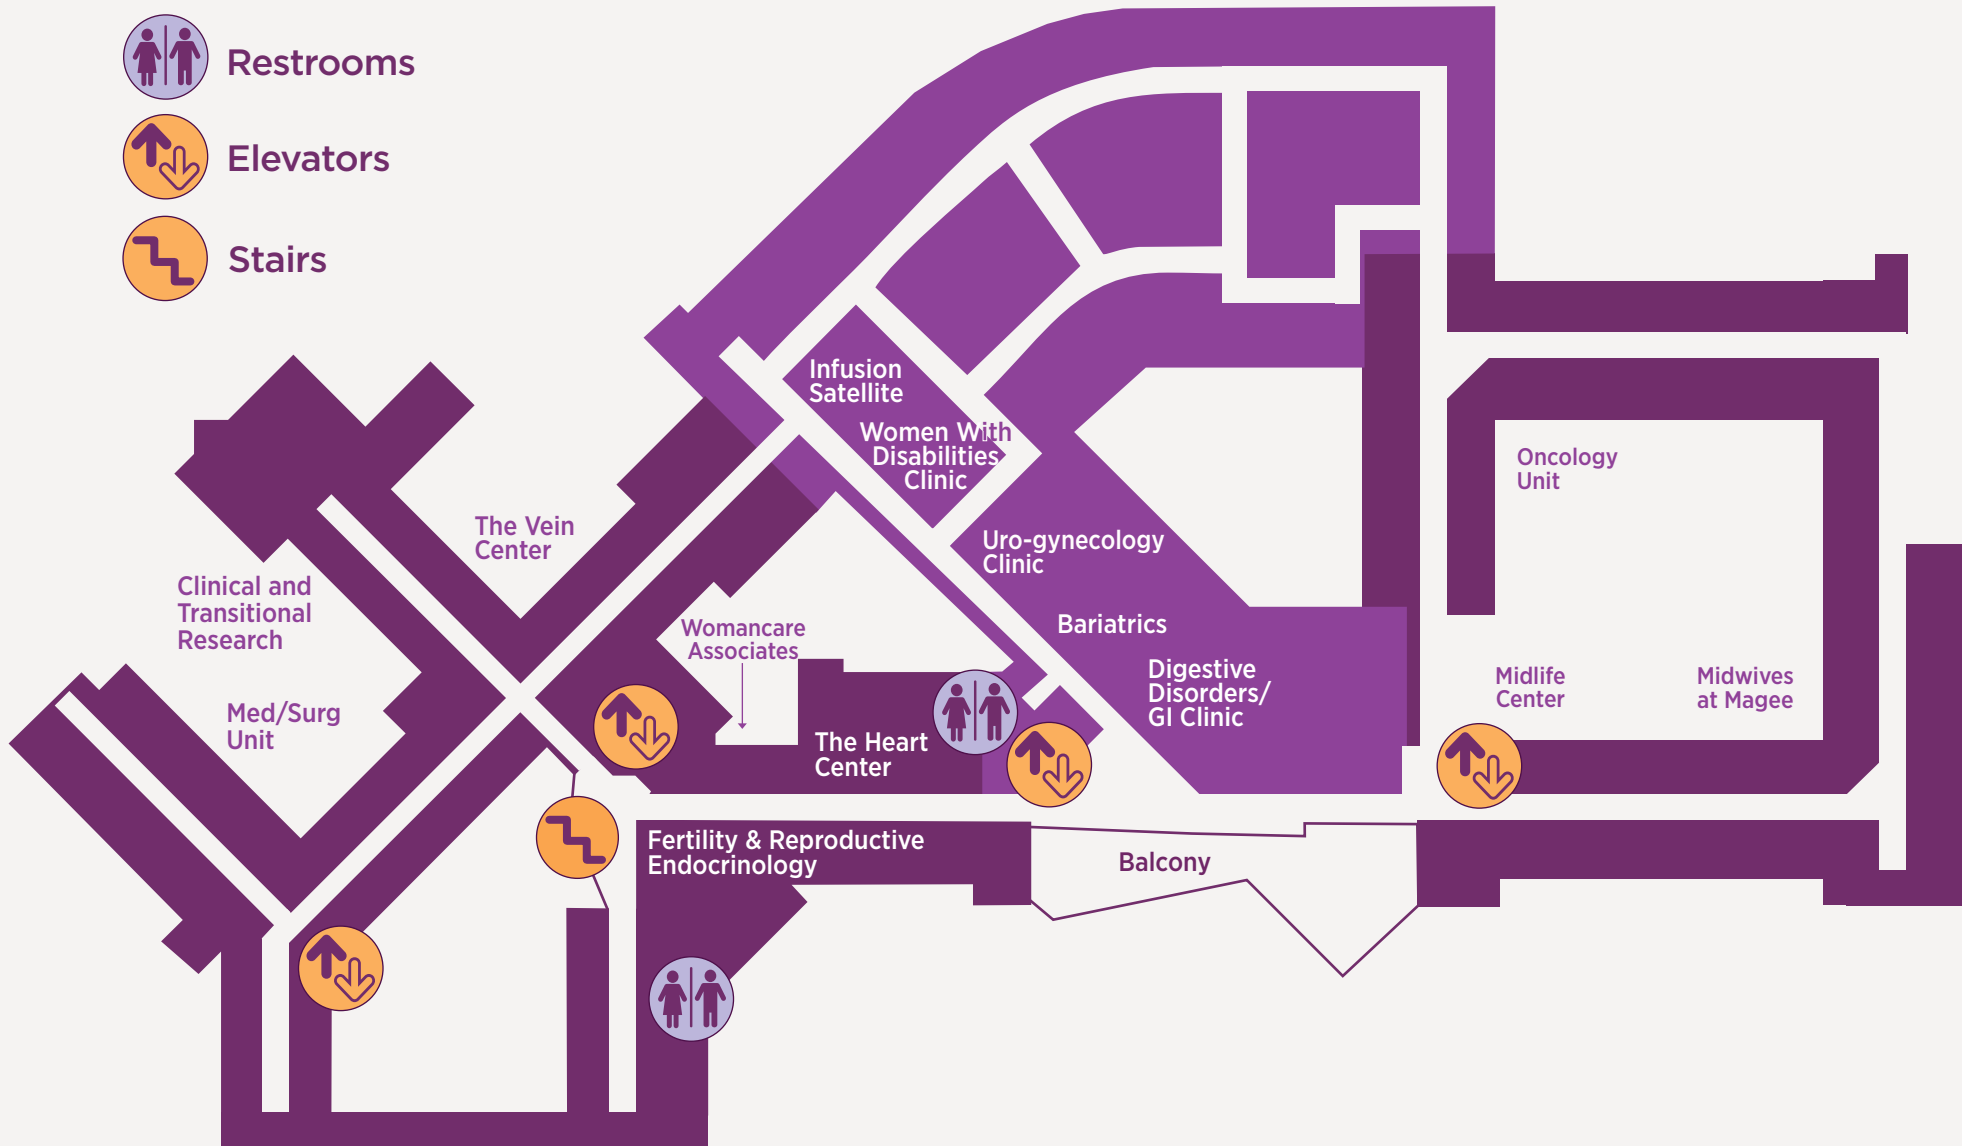 Restrooms
Elevators
Stairs
Infusion
Satellite
Women With
Disabilities
Clinic
Oncology
Unit
The Vein
Center
Uro-gynecology
Clinic
Clinical and
Transitional
Research
Womancare
Associates
Bariatrics
Digestive
Disorders/
GI Clinic
Midlife
Center
Midwives
at Magee
Med/Surg
Unit
The Heart
Center
Fertility & Reproductive
Endocrinology
Balcony